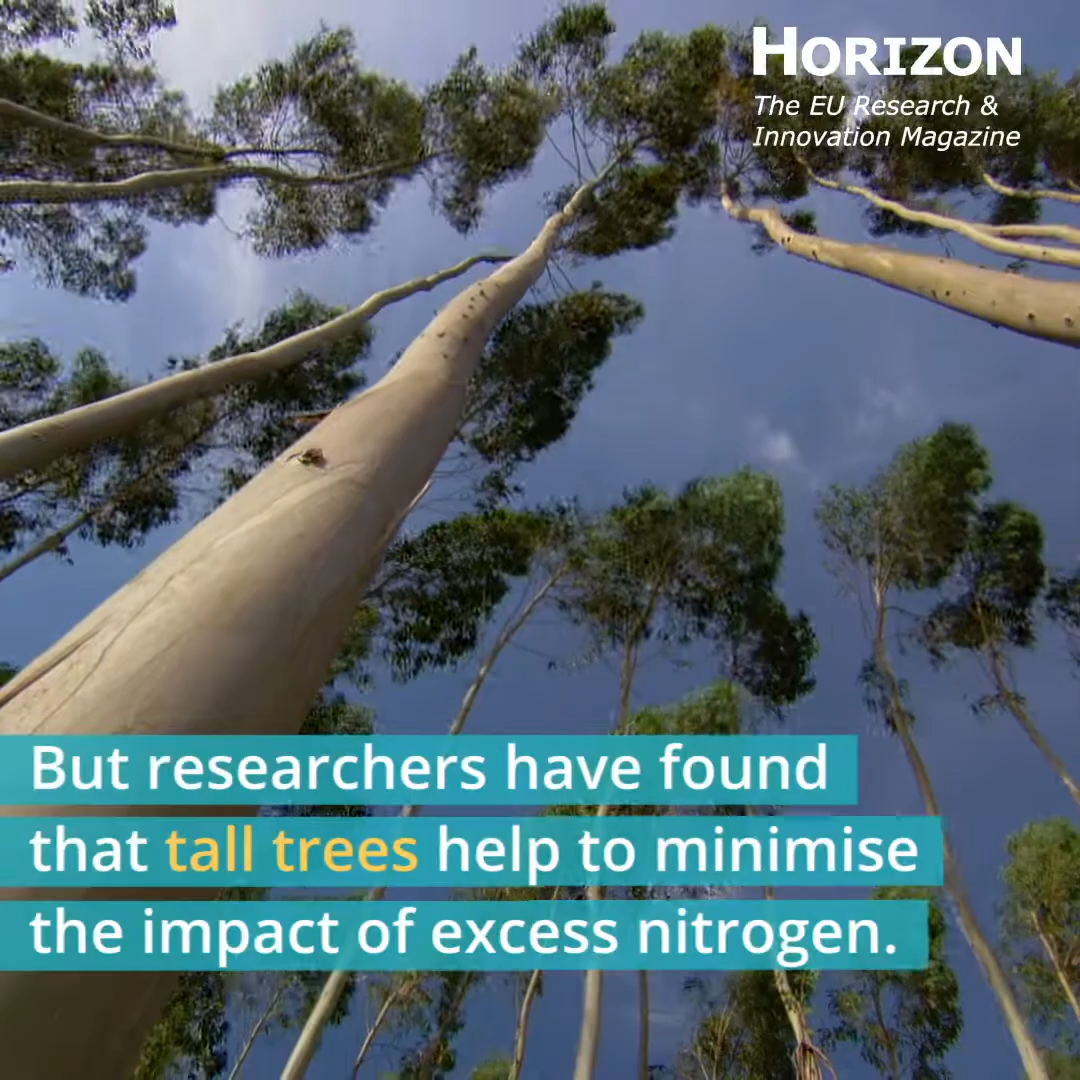 HORIZON
The EU Research &
Innovation Magazine
But researchers have found
that tall trees help to minimise
the impact of excess nitrogen.